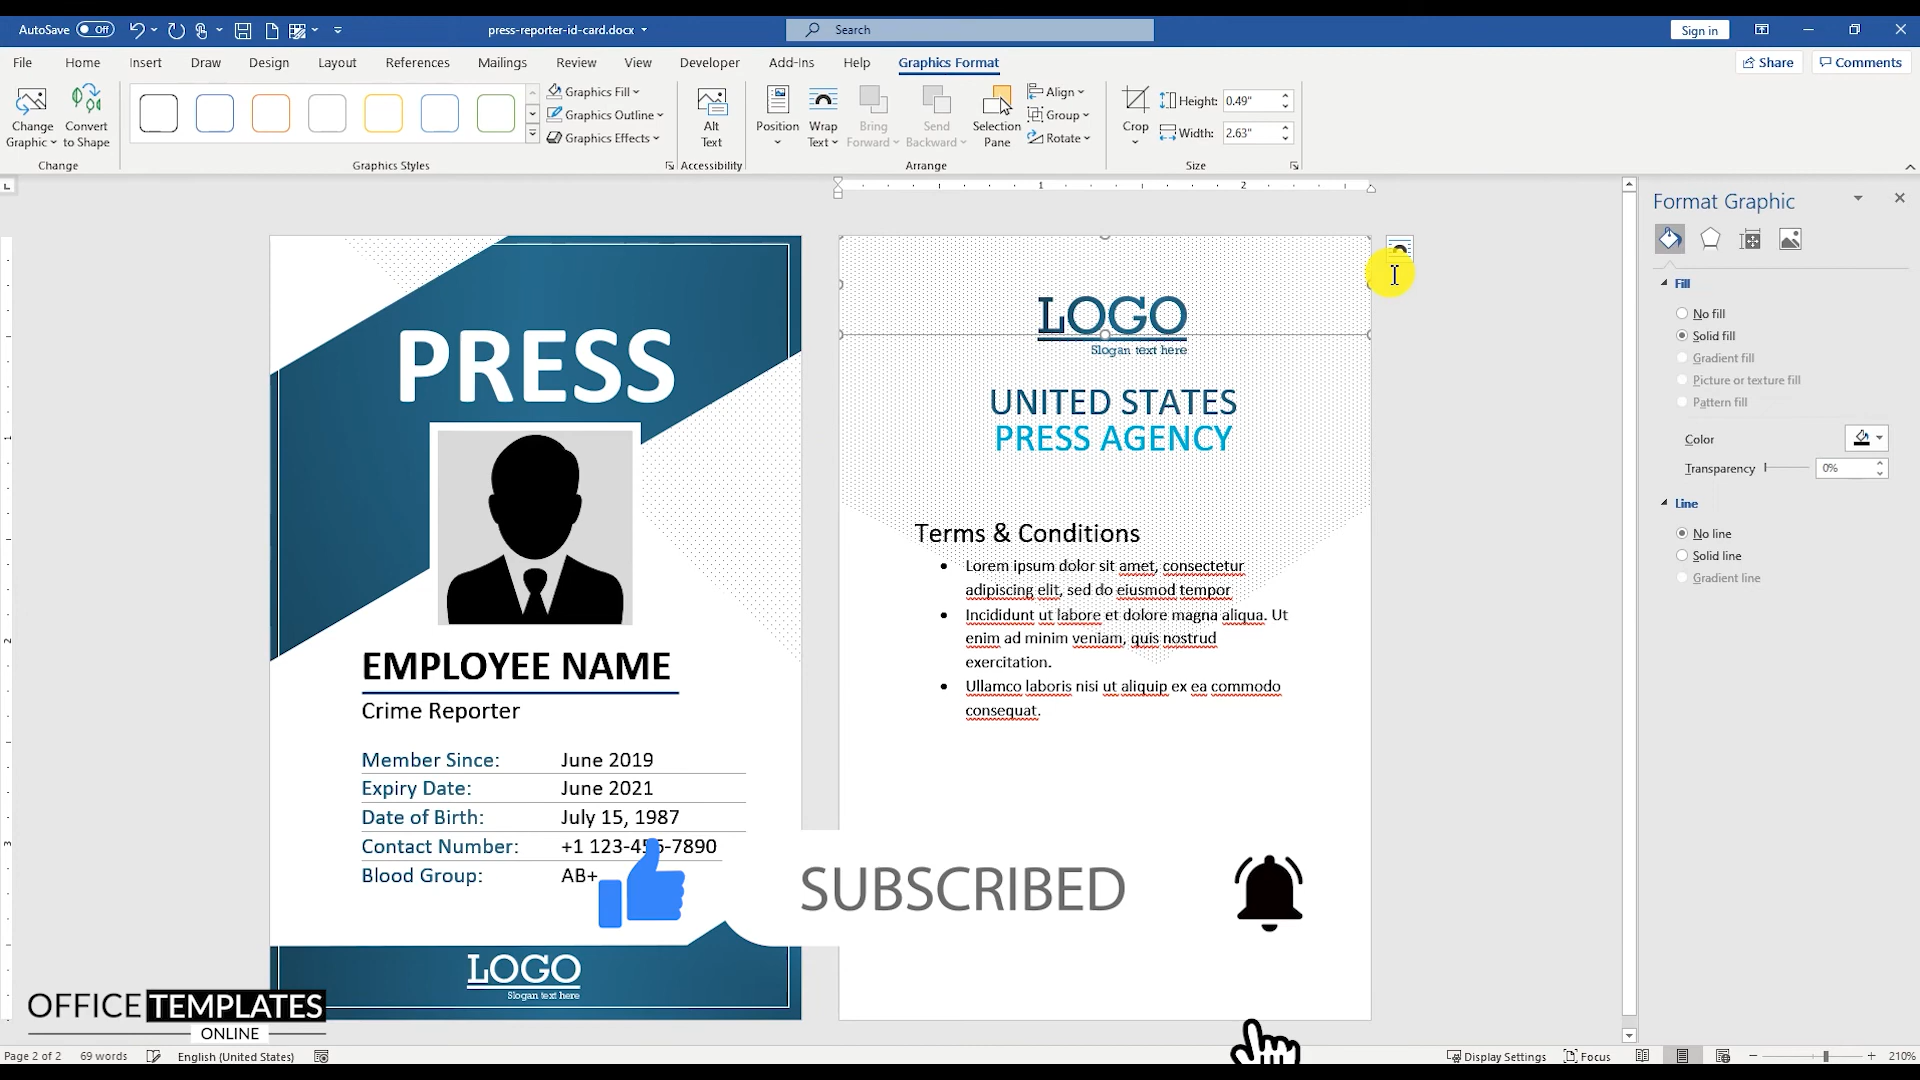 AutoSave Off press-reporter-id-card.docx Search Sign in
File Home Insert Draw Design Layout References Mailings Review View Developer Add-Ins Help Graphics Format Share Comments
Change Graphic Convert to Shape Graphics Fill Graphics Outline Graphics Effects Alt Text Position Wrap Text Bring Forward Send Backward Selection Pane Align Group Rotate Crop Height: 0.49" Width: 2.63"
Change Graphics Styles Accessibility Arrange Size
1 2
1
2
3
PRESS
EMPLOYEE NAME
Crime Reporter
Member Since: June 2019
Expiry Date: June 2021
Date of Birth: July 15, 1987
Contact Number: +1 123-456-7890
Blood Group: AB+
LOGO
Slogan text here
LOGO
Slogan text here
UNITED STATES
PRESS AGENCY
Terms & Conditions
• Lorem ipsum dolor sit amet, consectetur
adipiscing elit, sed do eiusmod tempor
• Incididunt ut labore et dolore magna aliqua. Ut
enim ad minim veniam, quis nostrud
exercitation.
• Ullamco laboris nisi ut aliquip ex ea commodo
consequat.
SUBSCRIBED
Format Graphic
Fill
No fill
Solid fill
Gradient fill
Picture or texture fill
Pattern fill
Color
Transparency 0%
Line
No line
Solid line
Gradient line
OFFICE TEMPLATES
ONLINE
Page 2 of 2 69 words English (United States) Display Settings Focus 210%